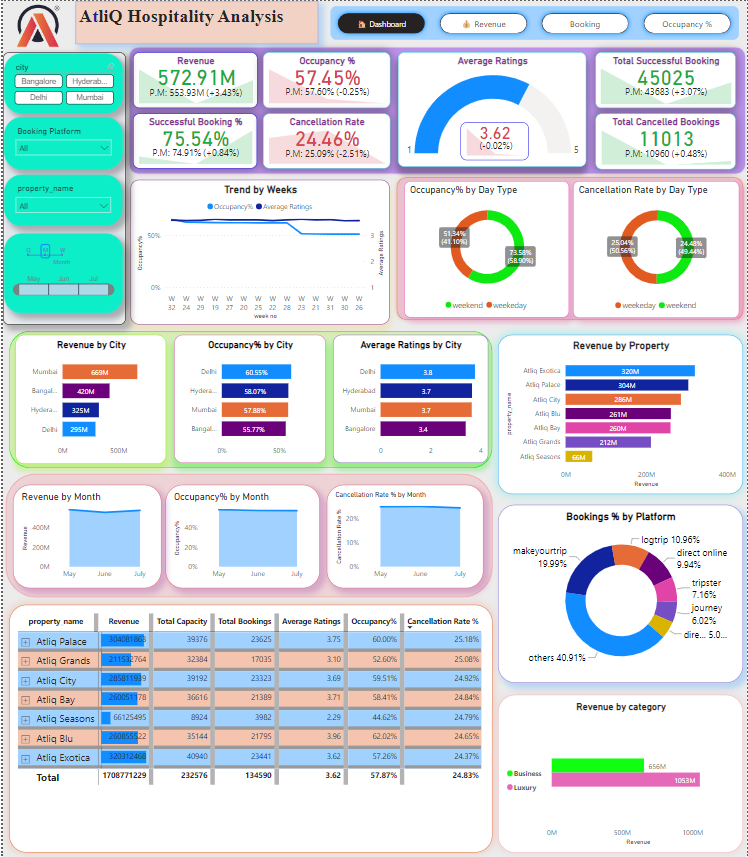 AtliQ Hospitality Analysis
Dashboard
Revenue
Booking
Occupancy %
city
Bangalore
Hyderab...
Delhi
Mumbai
Booking Platform
All
property_name
All
Q M W
Month
May Jun Jul
Revenue
572.91M
P.M: 553.93M (+3.43%)
Occupancy %
57.45%
P.M: 57.60% (-0.25%)
Successful Booking %
75.54%
P.M: 74.91% (+0.84%)
Cancellation Rate
24.46%
P.M: 25.09% (-2.51%)
Average Ratings
1
5
3.62
(-0.02%)
Total Successful Booking
45025
P.M: 43683 (+3.07%)
Total Cancelled Bookings
11013
P.M: 10960 (+0.48%)
Trend by Weeks
Occupancy% Average Ratings
Occupancy%
50%
0%
3
2
1
Average Ratings
W W W W W W W W W W W W W W
32 24 29 19 25 20 27 22 28 23 21 31 30 26
week no
Occupancy% by Day Type
51.34%
(41.10%)
73.58%
(58.90%)
weekend weekeday
Cancellation Rate by Day Type
25.04%
(50.56%)
24.48%
(49.44%)
weekeday weekend
Revenue by City
Mumbai 669M
Bangal... 420M
Hydera... 325M
Delhi 295M
0M 500M
Occupancy% by City
Delhi 60.55%
Hydera... 58.07%
Mumbai 57.88%
Bangal... 55.77%
0% 50%
Average Ratings by City
Delhi 3.8
Hyderabad 3.7
Mumbai 3.7
Bangalore 3.4
0 2 4
Revenue by Property
property_name
Atliq Exotica 320M
Atliq Palace 304M
Atliq City 286M
Atliq Blu 261M
Atliq Bay 260M
Atliq Grands 212M
Atliq Seasons 66M
0M 200M 400M
Revenue
Revenue by Month
Revenue
400M
200M
0M
May June July
Occupancy% by Month
Occupancy%
40%
20%
0%
May June July
Cancellation Rate % by Month
Cancellation Rate %
20%
10%
0%
May June July
Bookings % by Platform
logtrip 10.96%
direct online
9.94%
tripster
7.16%
journey
6.02%
dire... 5.0...
others 40.91%
makeyourtrip
19.99%
property_name Revenue Total Capacity Total Bookings Average Ratings Occupancy% Cancellation Rate %
Atliq Palace 304081863 39376 23625 3.75 60.00% 25.18%
Atliq Grands 211532764 32384 17035 3.10 52.60% 25.08%
Atliq City 285811939 39192 23323 3.69 59.51% 24.92%
Atliq Bay 260051178 36616 21389 3.71 58.41% 24.84%
Atliq Seasons 66125495 8924 3982 2.29 44.62% 24.79%
Atliq Blu 260855522 35144 21795 3.96 62.02% 24.65%
Atliq Exotica 320312468 40940 23441 3.62 57.26% 24.37%
Total 1708771229 232576 134590 3.62 57.87% 24.83%
Revenue by category
Business
Luxury
656M
1053M
0M 500M 1000M
Revenue